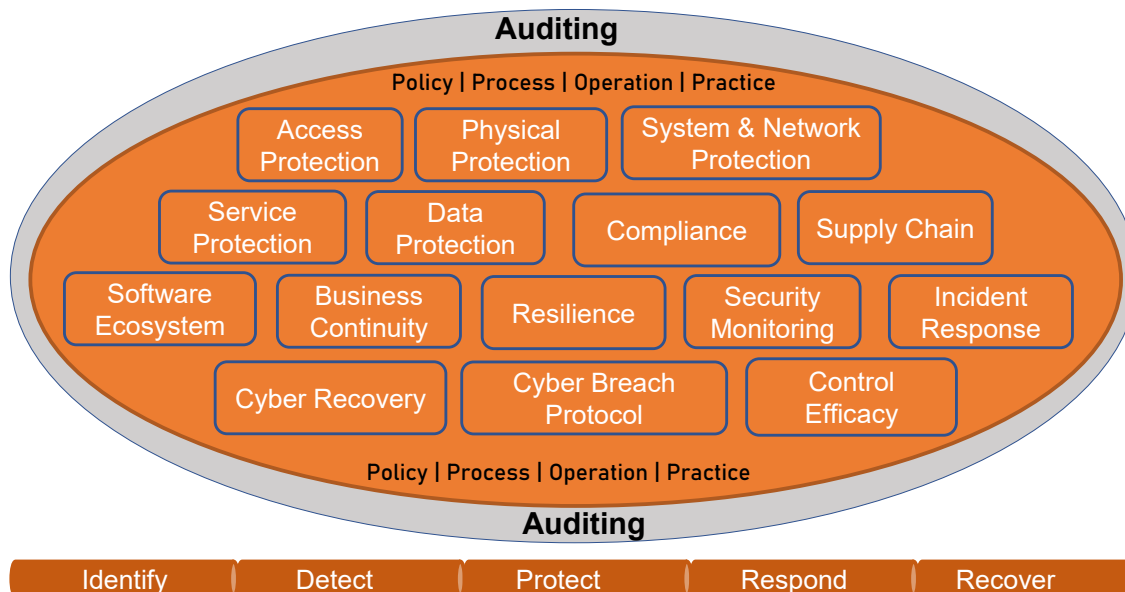 Auditing
Policy | Process | Operation | Practice
Access
Protection
Physical
Protection
System & Network
Protection
Service
Protection
Data
Protection
Compliance
Supply Chain
Software
Ecosystem
Business
Continuity
Resilience
Security
Monitoring
Incident
Response
Cyber Recovery
Cyber Breach
Protocol
Control
Efficacy
Policy | Process | Operation | Practice
Auditing
Identify
Detect
Protect
Respond
Recover